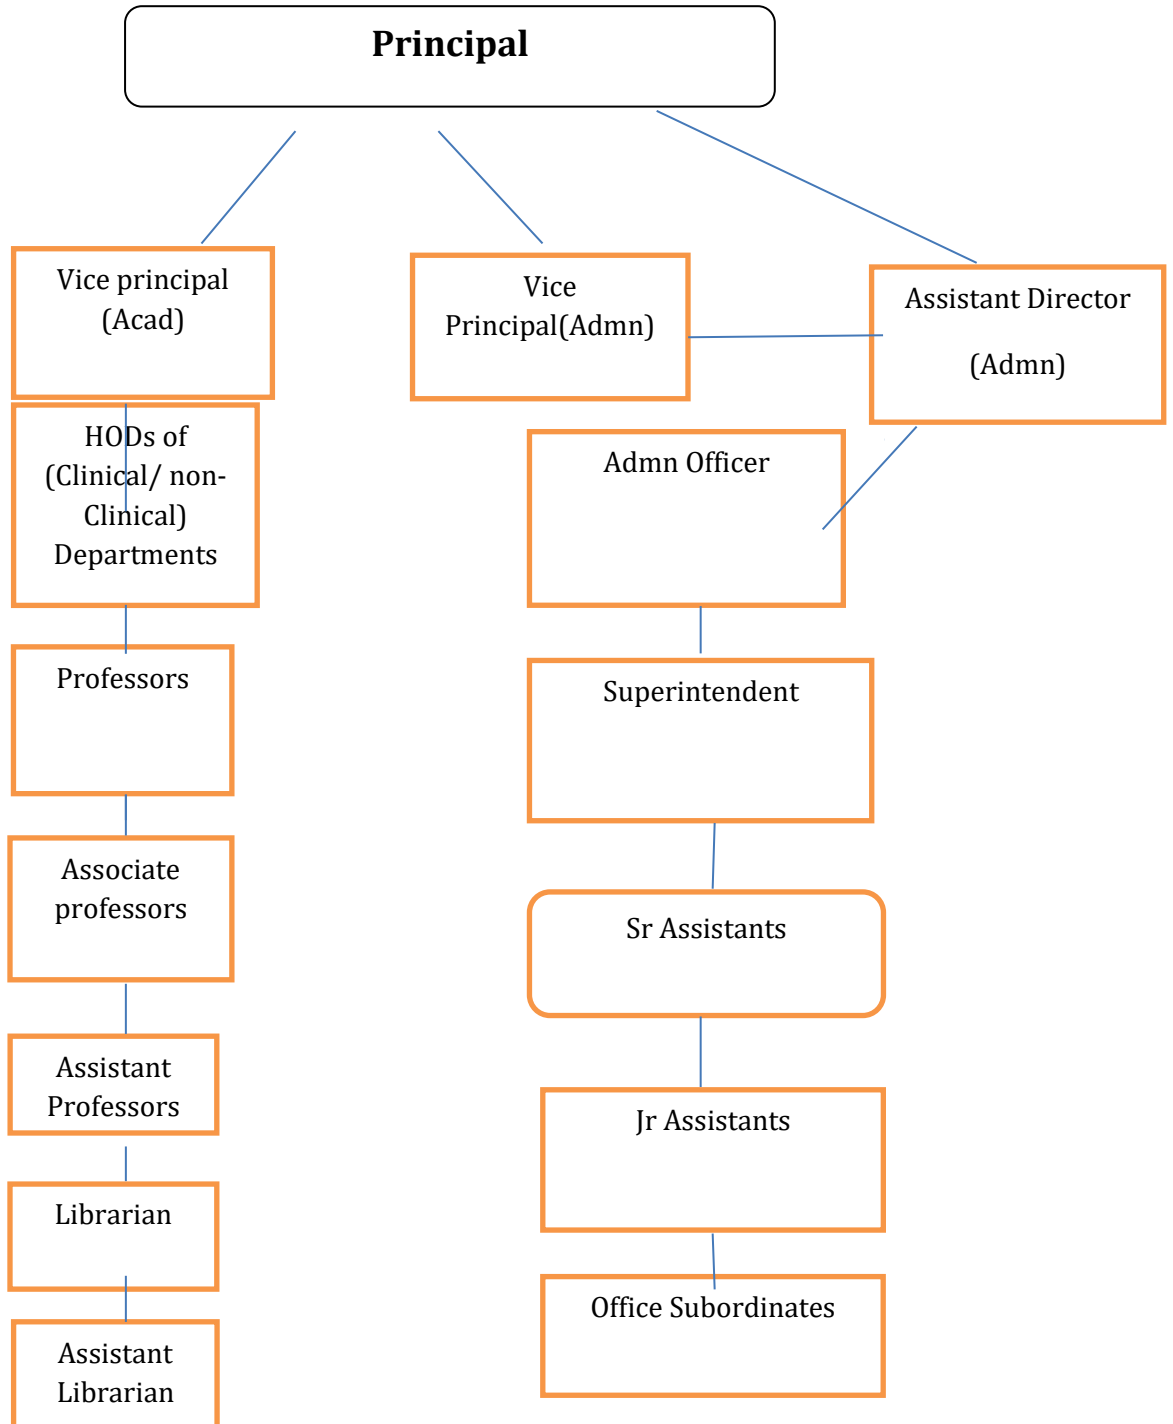 Principal
Vice principal
(Acad)
Vice
Principal(Admn)
Assistant Director
(Admn)
HODs of
(Clinical/ non-
Clinical)
Departments
Admn Officer
Professors
Superintendent
Associate
professors
Sr Assistants
Assistant
Professors
Jr Assistants
Librarian
Office Subordinates
Assistant
Librarian